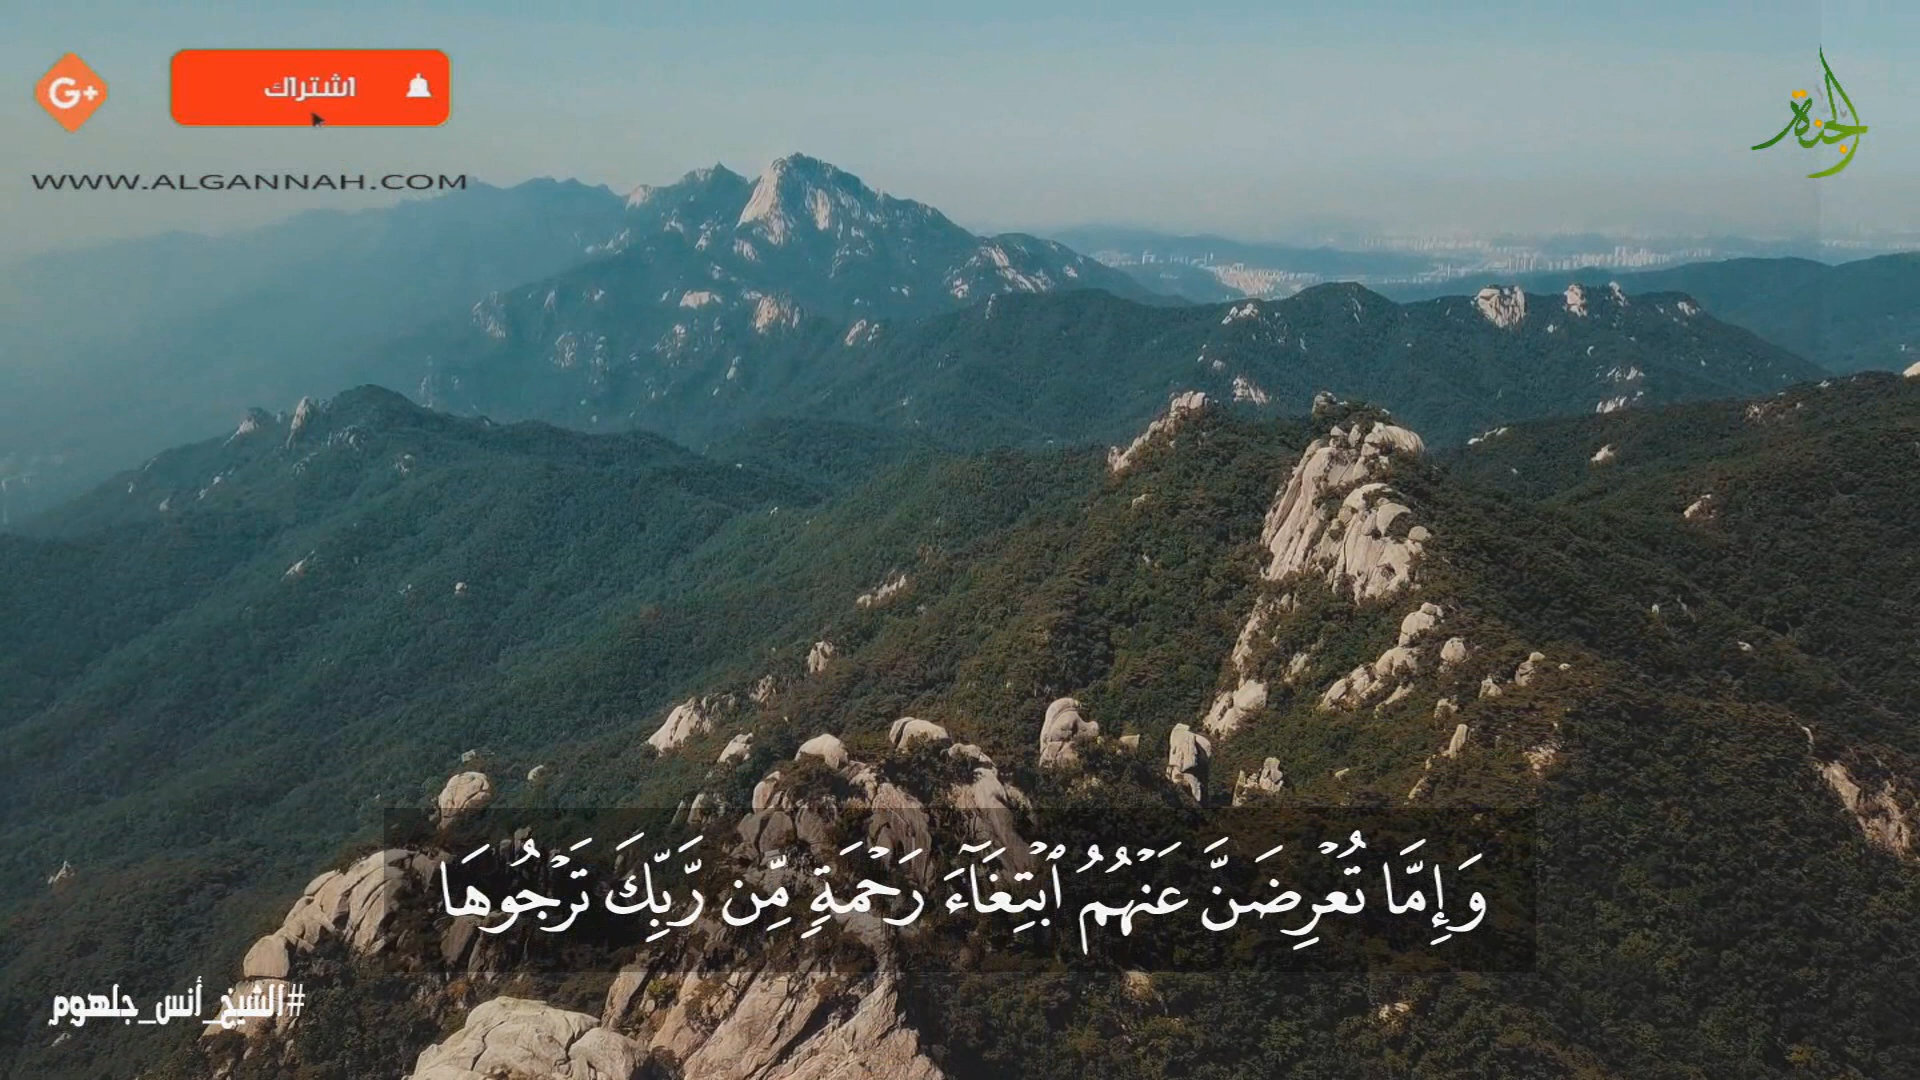 G+
اشتراك
WWW.ALGANNAH.COM
الجنة
وَإِمَّا تُعْرِضَنَّ عَنْهُمُ ٱبْتِغَآءَ رَحْمَةٍ مِّن رَّبِّكَ تَرْجُوهَا
#الشيخ_أنس_جلهوم